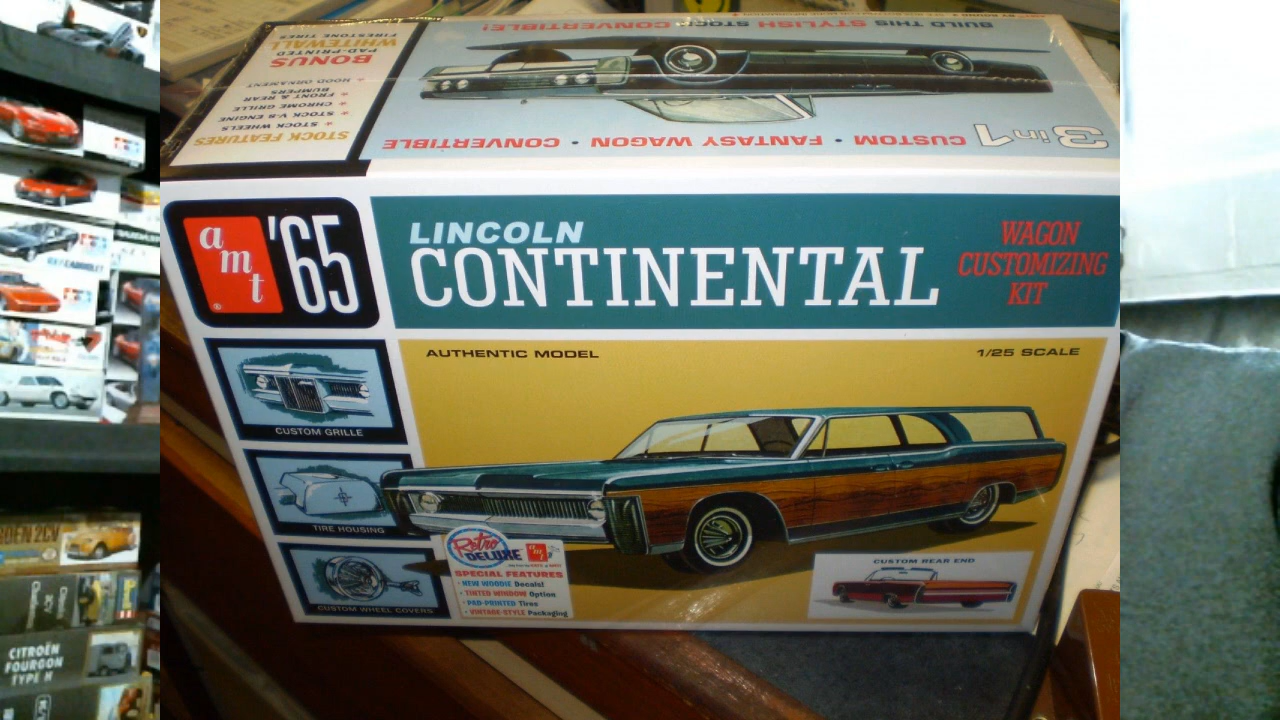 BUILD THIS STYLISH STOCK CONVERTIBLE!
3 in 1
CUSTOM • FANTASY WAGON • CONVERTIBLE
STOCK FEATURES
★ STOCK WHEELS
★ STOCK V-8 ENGINE
★ CHROME GRILLE
★ FRONT & REAR
BUMPERS
★ HOOD ORNAMENT
BONUS
PAD-PRINTED
WHITEWALL
FIRESTONE TIRES
amt
®
'65
LINCOLN
CONTINENTAL
WAGON
CUSTOMIZING
KIT
AUTHENTIC MODEL
1/25 SCALE
CUSTOM GRILLE
TIRE HOUSING
CUSTOM WHEEL COVERS
Retro
DELUXE
amt
SPECIAL FEATURES
• NEW WOODIE Decals!
• TINTED WINDOW Option
• PAD-PRINTED Tires
• VINTAGE-STYLE Packaging
CUSTOM REAR END
CITROËN
FOURGON
TYPE H